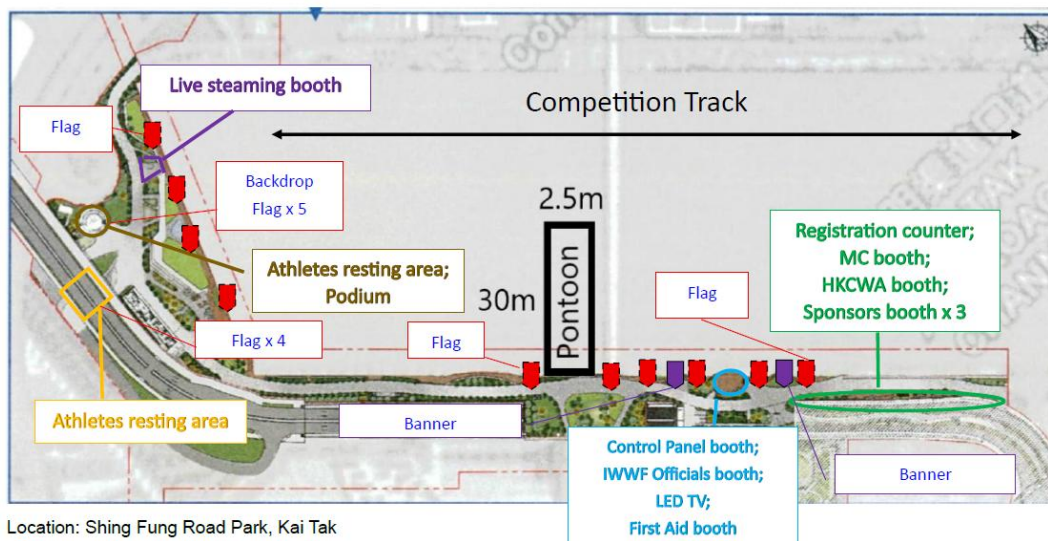 Live steaming booth
Flag
Competition Track
Backdrop
Flag x 5
2.5m
Registration counter;
MC booth;
HKCWA booth;
Sponsors booth x 3
Athletes resting area;
Podium
30m
Pontoon
Flag
Flag x 4
Flag
Athletes resting area
Banner
Control Panel booth;
IWWF Officials booth;
LED TV;
First Aid booth
Banner
Location: Shing Fung Road Park, Kai Tak